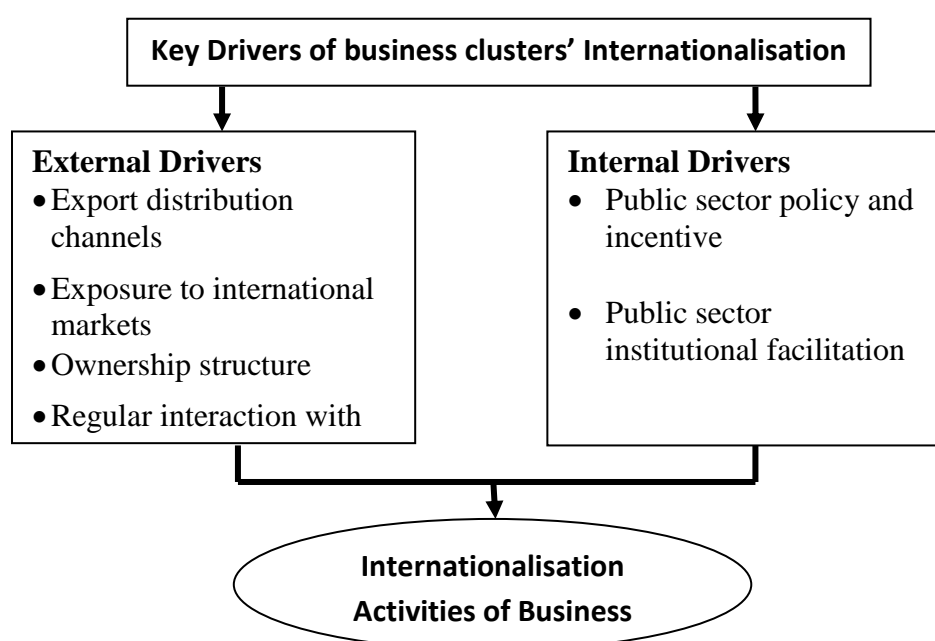 Key Drivers of business clusters’ Internationalisation
External Drivers
• Export distribution
channels
• Exposure to international
markets
• Ownership structure
• Regular interaction with
Internal Drivers
• Public sector policy and
incentive
• Public sector
institutional facilitation
Internationalisation
Activities of Business